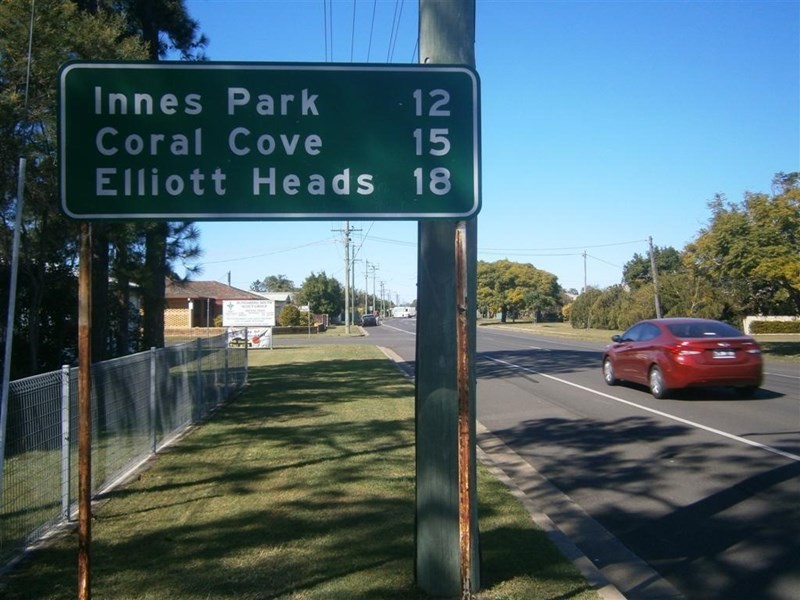 Innes Park 12
Coral Cove 15
Elliott Heads 18